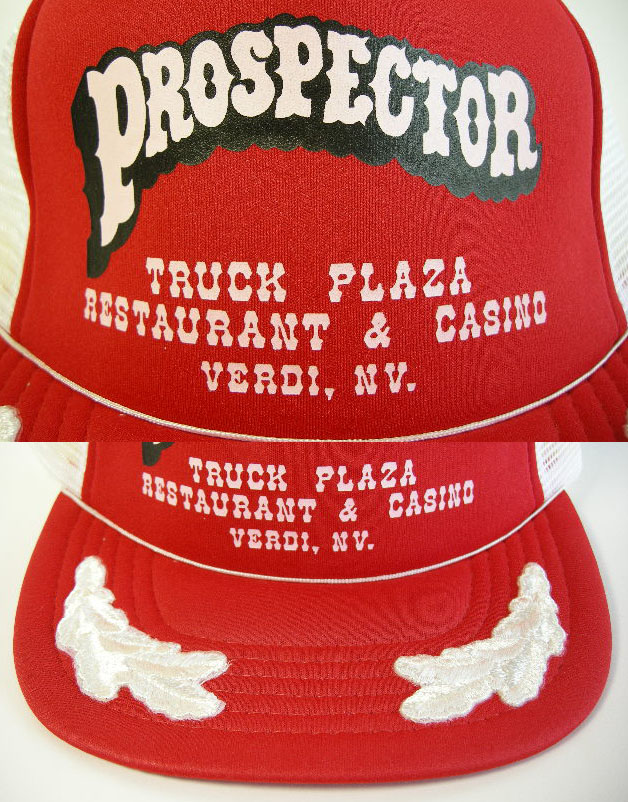 PROSPECTOR
TRUCK PLAZA
RESTAURANT & CASINO
VERDI, NV.
TRUCK PLAZA
RESTAURANT & CASINO
VERDI, NV.